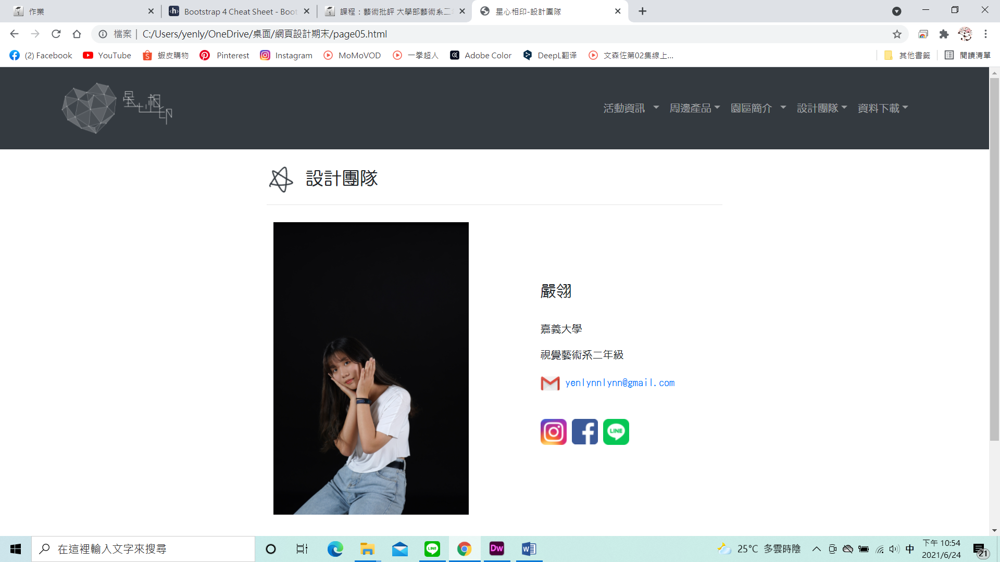 作業
Bootstrap 4 Cheat Sheet - Boot
課程：藝術批評 大學部藝術系二
星心相印-設計團隊
檔案
C:/Users/yenly/OneDrive/桌面/網頁設計期末/page05.html
(2) Facebook
YouTube
蝦皮購物
Pinterest
Instagram
MoMoVOD
一拳超人
Adobe Color
DeepL翻译
文森佐第02集線上...
其他書籤
閱讀清單
星心相印
活動資訊
周邊產品
園區簡介
設計團隊
資料下載
設計團隊
嚴翎
嘉義大學
視覺藝術系二年級
yenlynnlynn@gmail.com
LINE
在這裡輸入文字來搜尋
LINE
Dw
W
25°C 多雲時陰
中
下午 10:54
2021/6/24
21